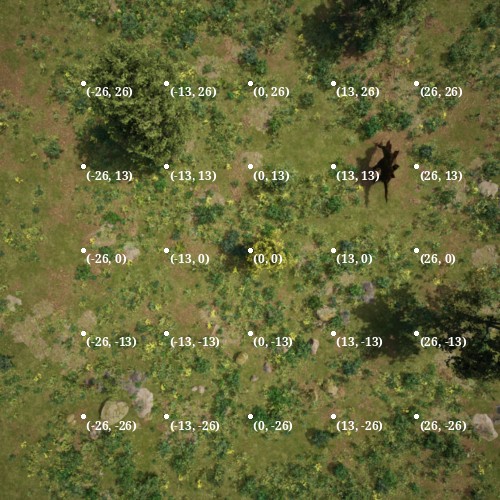 (-26, 26) (-13, 26) (0, 26) (13, 26) (26, 26)
(-26, 13) (-13, 13) (0, 13) (13, 13) (26, 13)
(-26, 0) (-13, 0) (0, 0) (13, 0) (26, 0)
(-26, -13) (-13, -13) (0, -13) (13, -13) (26, -13)
(-26, -26) (-13, -26) (0, -26) (13, -26) (26, -26)